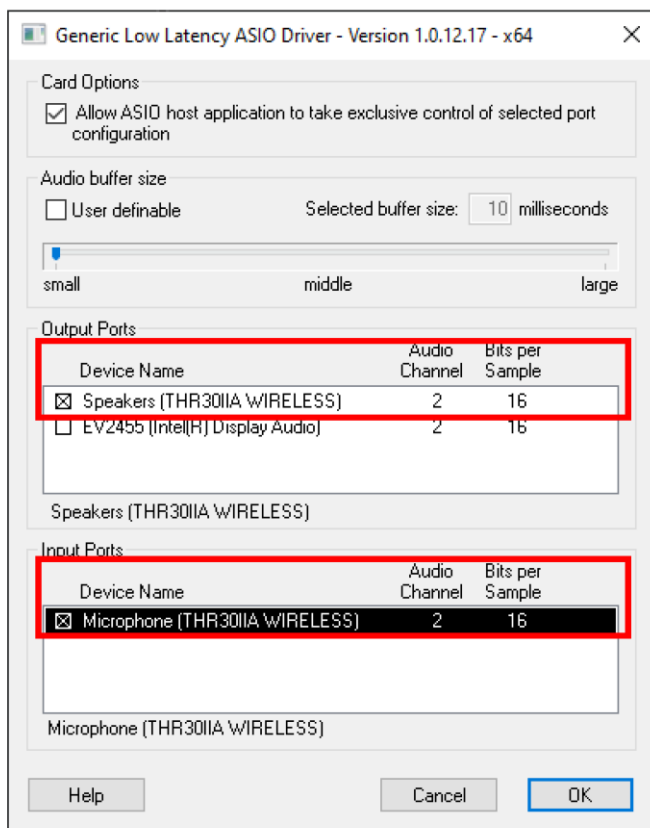 Generic Low Latency ASIO Driver - Version 1.0.12.17 - x64
Card Options
Allow ASIO host application to take exclusive control of selected port
configuration
Audio buffer size
User definable Selected buffer size: 10 milliseconds
small middle large
Output Ports
Audio Bits per
Device Name Channel Sample
Speakers (THR30IIA WIRELESS) 2 16
EV2455 (Intel(R) Display Audio) 2 16
Speakers (THR30IIA WIRELESS)
Input Ports
Audio Bits per
Device Name Channel Sample
Microphone (THR30IIA WIRELESS) 2 16
Microphone (THR30IIA WIRELESS)
Help Cancel OK